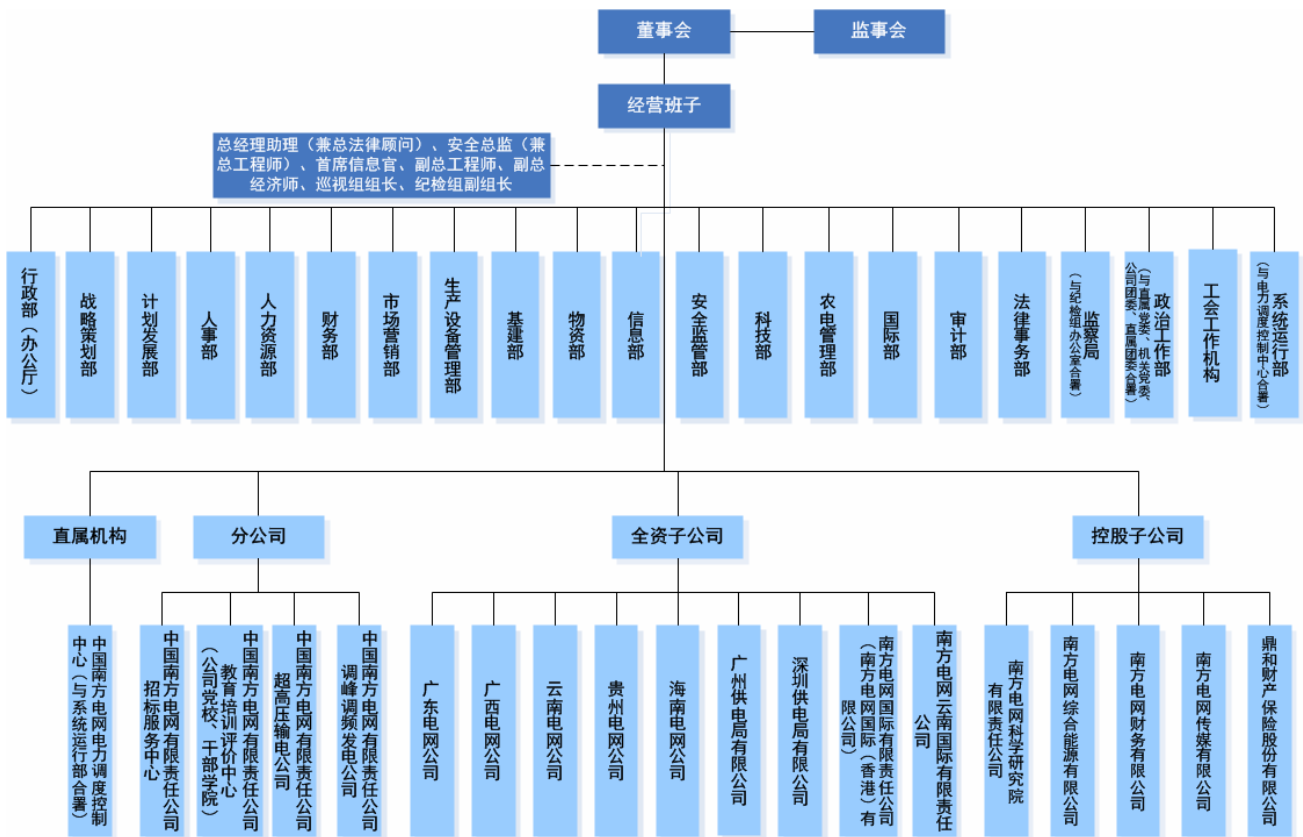 董事会
监事会
经营班子
总经理助理（兼总法律顾问）、安全总监（兼
总工程师）、首席信息官、副总工程师、副总
经济师、巡视组组长、纪检组副组长
行政部（办公厅）
战略策划部
计划发展部
人事部
人力资源部
财务部
市场营销部
生产设备管理部
基建部
物资部
信息部
安全监管部
科技部
农电管理部
国际部
审计部
法律事务部
监察局
（与纪检组办公室合署）
政治工作部
（与直属党委、机关党委、
公司团委、直属团委合署）
工会工作机构
系统运行部
（与电力调度控制中心合署）
直属机构
分公司
全资子公司
控股子公司
中国南方电网电力调度控制
中心（与系统运行部合署）
中国南方电网有限责任公司
招标服务中心
中国南方电网有限责任公司
教育培训评价中心
（公司党校、干部学院）
中国南方电网有限责任公司
超高压输电公司
中国南方电网有限责任公司
调峰调频发电公司
广东电网公司
广西电网公司
云南电网公司
贵州电网公司
海南电网公司
广州供电局有限公司
深圳供电局有限公司
南方电网国际有限责任公司
（南方电网国际（香港）有
限公司）
南方电网云南国际有限责任
公司
南方电网科学研究院
有限责任公司
南方电网综合能源有限公司
南方电网财务有限公司
南方电网传媒有限公司
鼎和财产保险股份有限公司